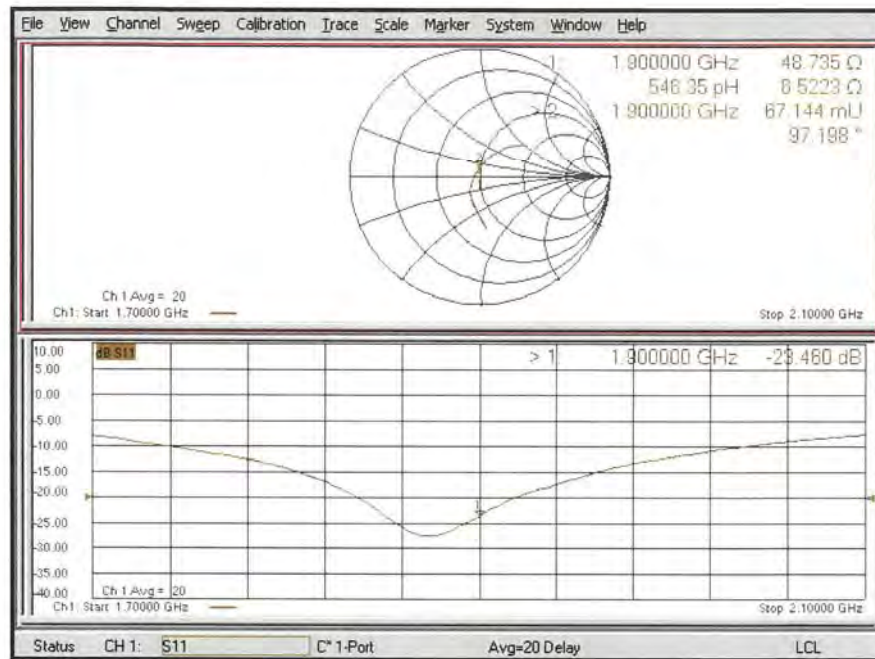 File View Channel Sweep Calibration Trace Scale Marker System Window Help
1 1.900000 GHz 48.735 Ω
548.35 pH 8.5223 Ω
>2 1.900000 GHz 67.144 mU
97.198 °
Ch 1 Avg = 20
Ch1: Start 1.70000 GHz
Stop 2.10000 GHz
10.00 dB S11
> 1 1.900000 GHz -23.460 dB
5.00
0.00
-5.00
-10.00
-15.00
-20.00
-25.00
-30.00
-35.00
-40.00
1
Ch 1 Avg = 20
Ch1: Start 1.70000 GHz
Stop 2.10000 GHz
Status CH 1: S11 C* 1-Port Avg=20 Delay LCL